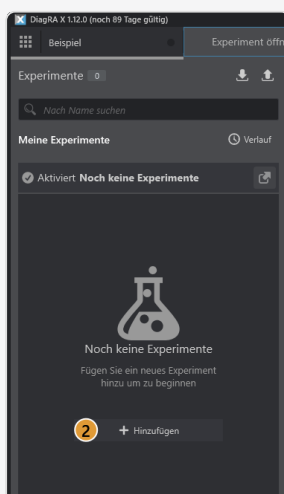 DiagRA X 1.12.0 (noch 89 Tage gültig)
Beispiel
Experiment öffn
Experimente 0
Nach Name suchen
Meine Experimente
Verlauf
Aktiviert Noch keine Experimente
Noch keine Experimente
Fügen Sie ein neues Experiment
hinzu um zu beginnen
2
+ Hinzufügen